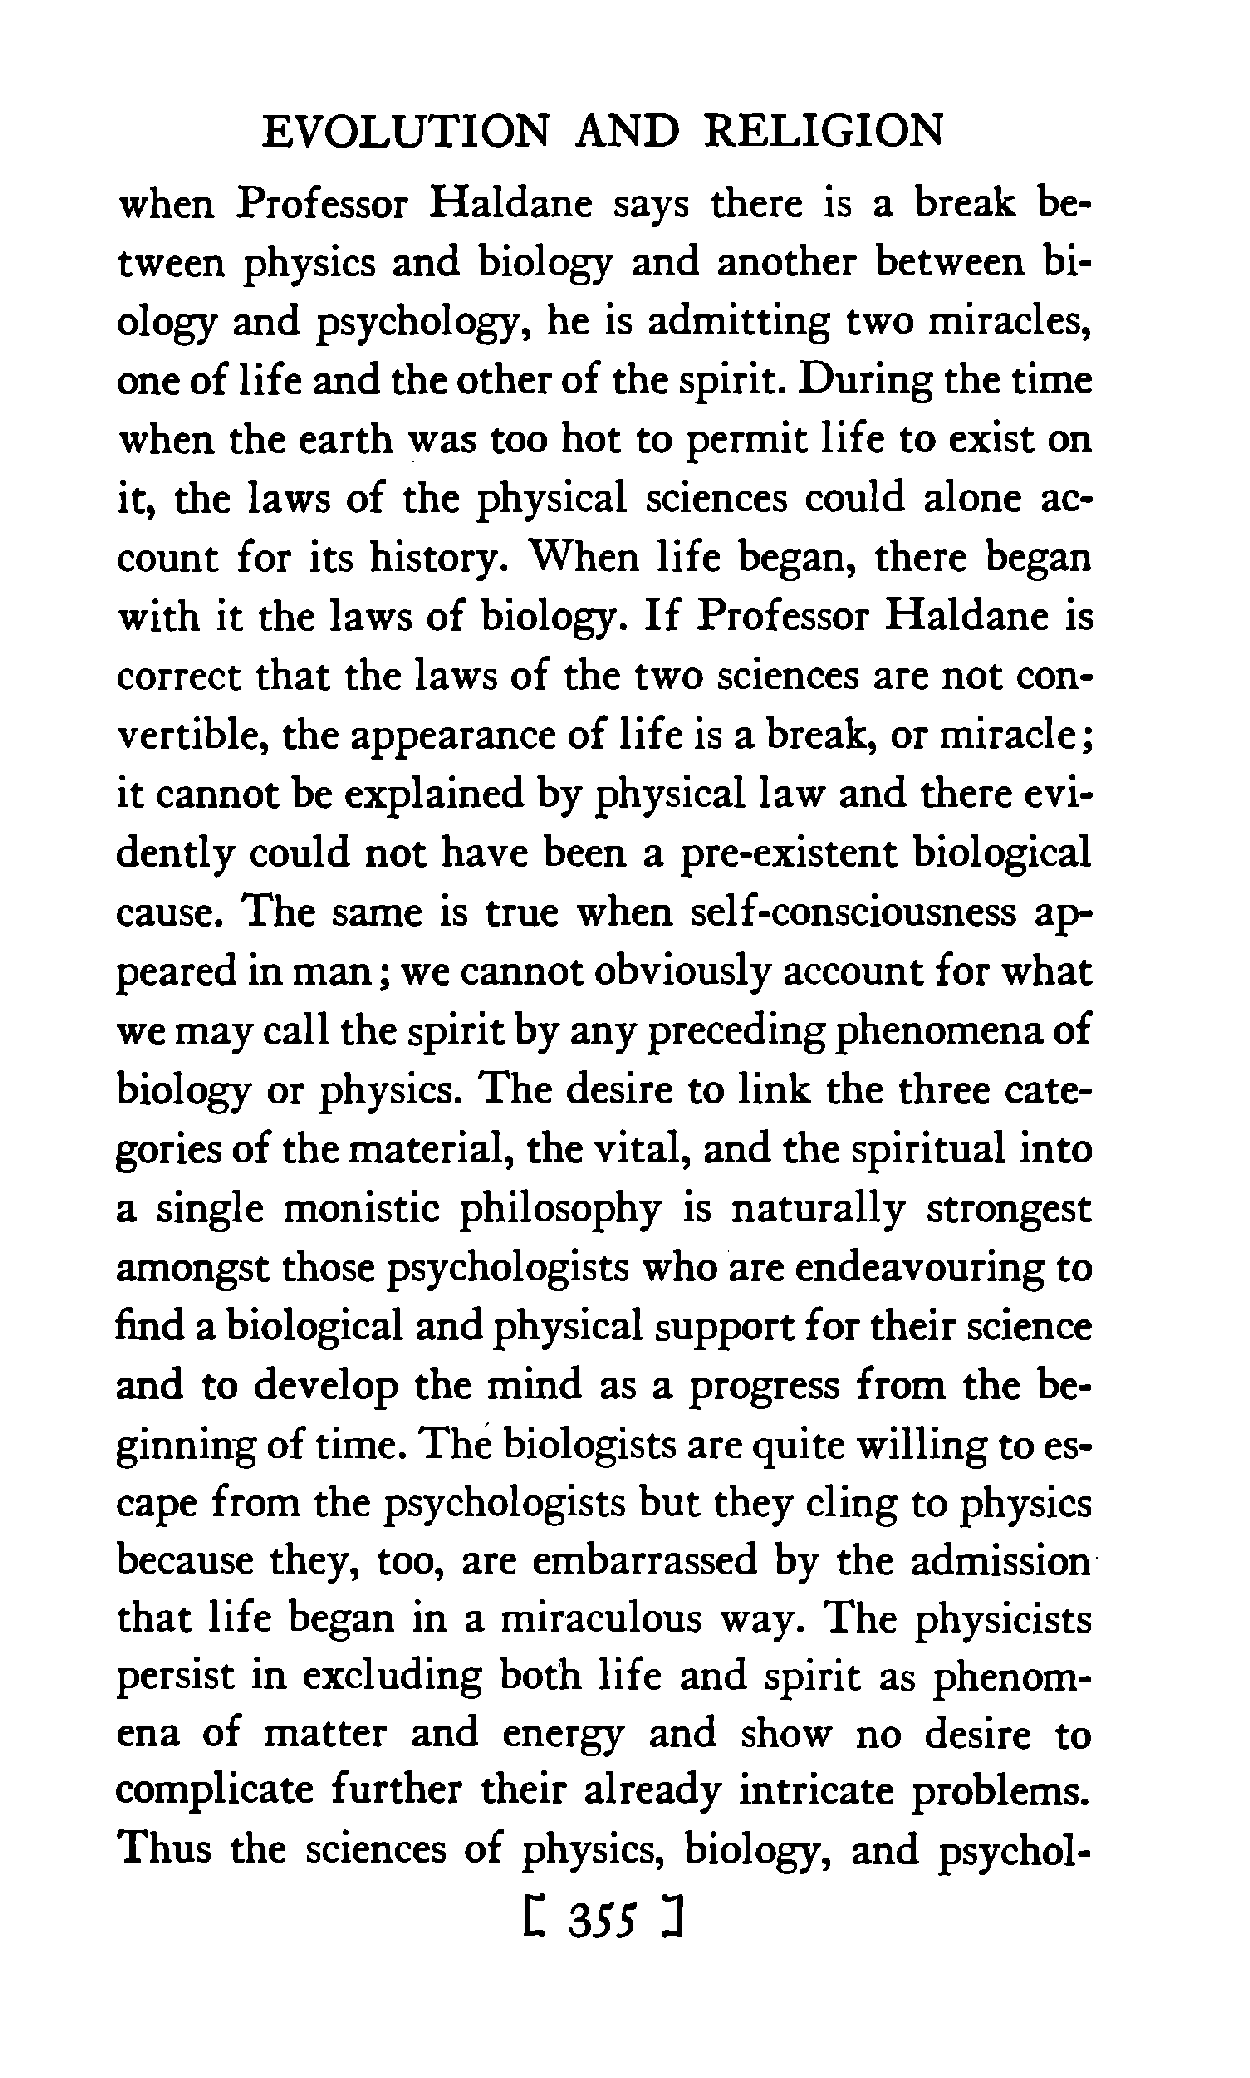 EVOLUTION AND RELIGION
when Professor Haldane says there is a break be-
tween physics and biology and another between bi-
ology and psychology, he is admitting two miracles,
one of life and the other of the spirit. During the time
when the earth was too hot to permit life to exist on
it, the laws of the physical sciences could alone ac-
count for its history. When life began, there began
with it the laws of biology. If Professor Haldane is
correct that the laws of the two sciences are not con-
vertible, the appearance of life is a break, or miracle;
it cannot be explained by physical law and there evi-
dently could not have been a pre-existent biological
cause. The same is true when self-consciousness ap-
peared in man; we cannot obviously account for what
we may call the spirit by any preceding phenomena of
biology or physics. The desire to link the three cate-
gories of the material, the vital, and the spiritual into
a single monistic philosophy is naturally strongest
amongst those psychologists who are endeavouring to
find a biological and physical support for their science
and to develop the mind as a progress from the be-
ginning of time. The biologists are quite willing to es-
cape from the psychologists but they cling to physics
because they, too, are embarrassed by the admission
that life began in a miraculous way. The physicists
persist in excluding both life and spirit as phenom-
ena of matter and energy and show no desire to
complicate further their already intricate problems.
Thus the sciences of physics, biology, and psychol-
[ 355 ]